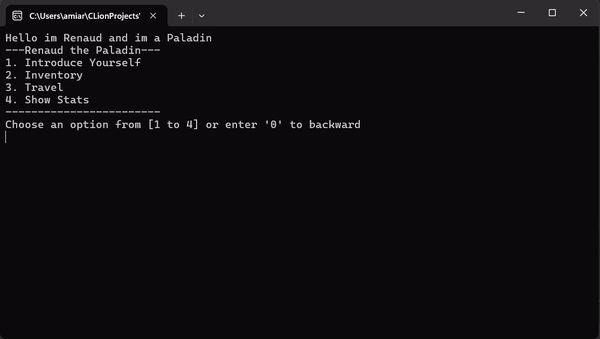 C:\Users\amiar\CLionProjects'
Hello im Renaud and im a Paladin
---Renaud the Paladin---
1. Introduce Yourself
2. Inventory
3. Travel
4. Show Stats
------------------------
Choose an option from [1 to 4] or enter '0' to backward